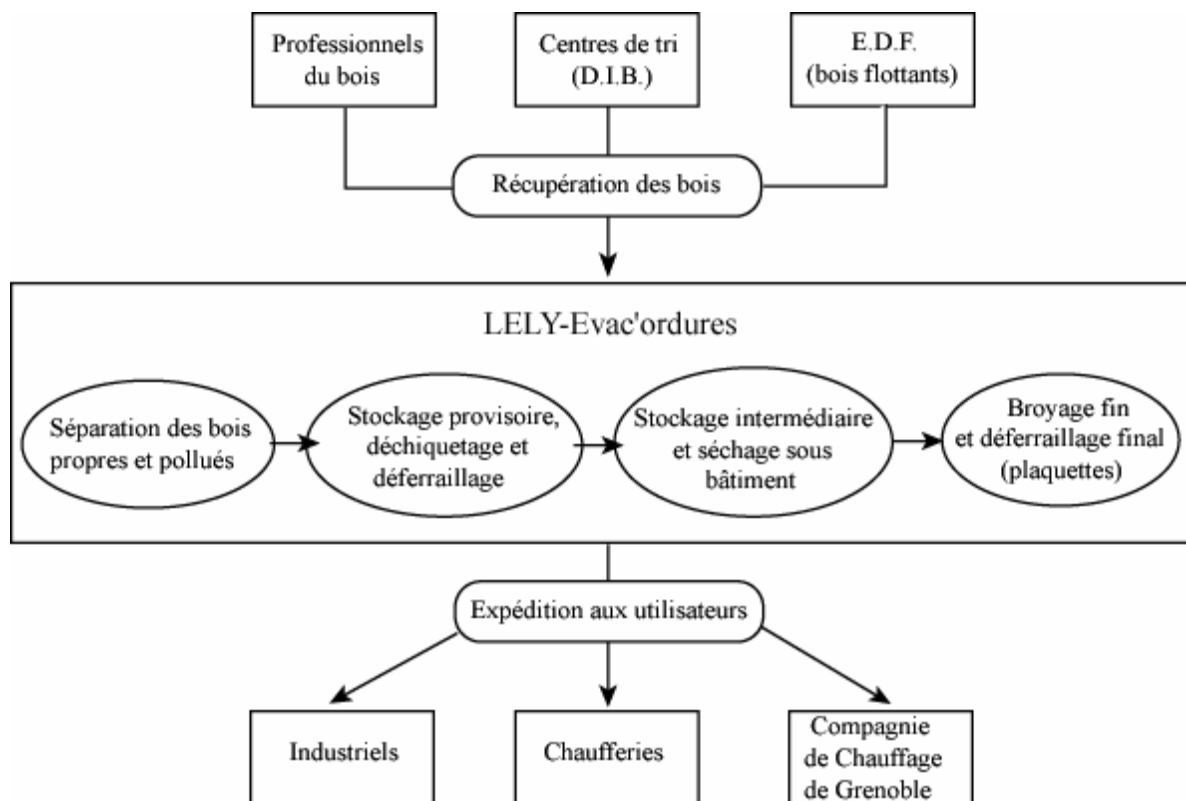 Professionnels
du bois
Centres de tri
(D.I.B.)
E.D.F.
(bois flottants)
Récupération des bois
LELY-Evac'ordures
Séparation des bois
propres et pollués
Stockage provisoire,
déchiquetage et
déferraillage
Stockage intermédiaire
et séchage sous
bâtiment
Broyage fin
et déferraillage final
(plaquettes)
Expédition aux utilisateurs
Industriels
Chaufferies
Compagnie
de Chauffage
de Grenoble